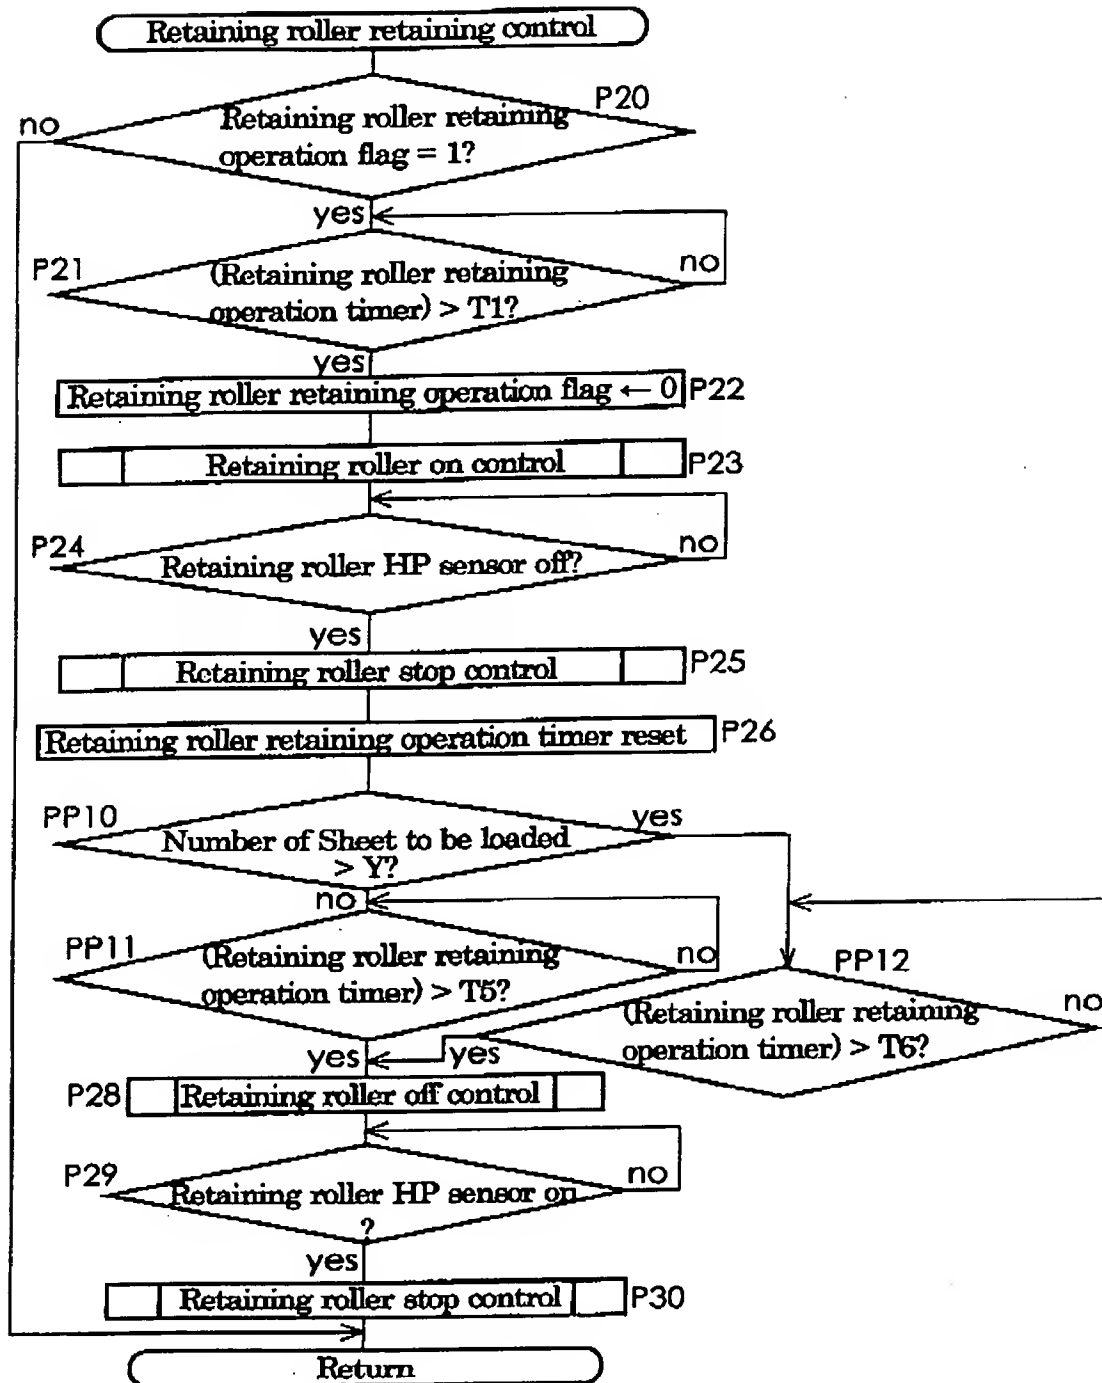 Retaining roller retaining control
P20
no
Retaining roller retaining
operation flag = 1?
yes
P21
no
(Retaining roller retaining
operation timer) > T1?
yes
Retaining roller retaining operation flag ← 0
P22
Retaining roller on control
P23
P24
no
Retaining roller HP sensor off?
yes
Retaining roller stop control
P25
Retaining roller retaining operation timer reset
P26
PP10
yes
Number of Sheet to be loaded
> Y?
no
PP11
(Retaining roller retaining
operation timer) > T5?
no
PP12
(Retaining roller retaining
operation timer) > T6?
no
yes
yes
P28
Retaining roller off control
P29
no
Retaining roller HP sensor on
?
yes
Retaining roller stop control
P30
Return